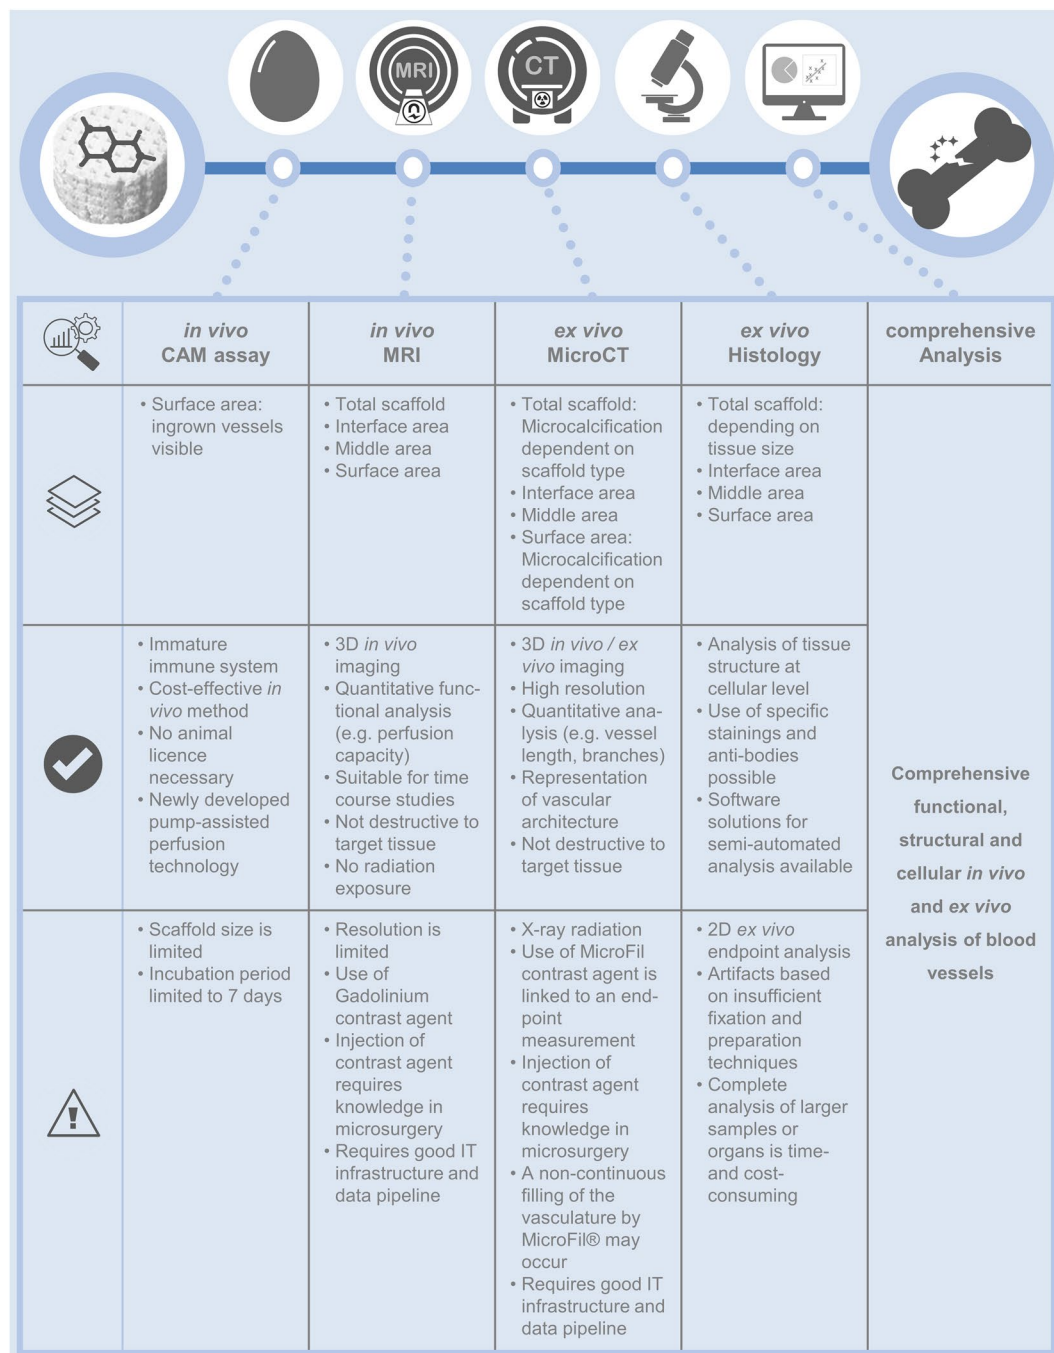 MRI
CT
in vivo
CAM assay
in vivo
MRI
ex vivo
MicroCT
ex vivo
Histology
comprehensive
Analysis
• Surface area:
ingrown vessels
visible
• Total scaffold
• Interface area
• Middle area
• Surface area
• Total scaffold:
Microcalcification
dependent on
scaffold type
• Interface area
• Middle area
• Surface area:
Microcalcification
dependent on
scaffold type
• Total scaffold:
depending on
tissue size
• Interface area
• Middle area
• Surface area
• Immature
immune system
• Cost-effective in
vivo method
• No animal
licence
necessary
• Newly developed
pump-assisted
perfusion
technology
• 3D in vivo
imaging
• Quantitative func-
tional analysis
(e.g. perfusion
capacity)
• Suitable for time
course studies
• Not destructive to
target tissue
• No radiation
exposure
• 3D in vivo / ex
vivo imaging
• High resolution
• Quantitative ana-
lysis (e.g. vessel
length, branches)
• Representation
of vascular
architecture
• Not destructive to
target tissue
• Analysis of tissue
structure at
cellular level
• Use of specific
stainings and
anti-bodies
possible
• Software
solutions for
semi-automated
analysis available
Comprehensive
functional,
structural and
cellular in vivo
and ex vivo
analysis of blood
vessels
• Scaffold size is
limited
• Incubation period
limited to 7 days
• Resolution is
limited
• Use of
Gadolinium
contrast agent
• Injection of
contrast agent
requires
knowledge in
microsurgery
• Requires good IT
infrastructure and
data pipeline
• X-ray radiation
• Use of MicroFil
contrast agent is
linked to an end-
point
measurement
• Injection of
contrast agent
requires
knowledge in
microsurgery
• A non-continuous
filling of the
vasculature by
MicroFil® may
occur
• Requires good IT
infrastructure and
data pipeline
• 2D ex vivo
endpoint analysis
• Artifacts based
on insufficient
fixation and
preparation
techniques
• Complete
analysis of larger
samples or
organs is time-
and cost-
consuming